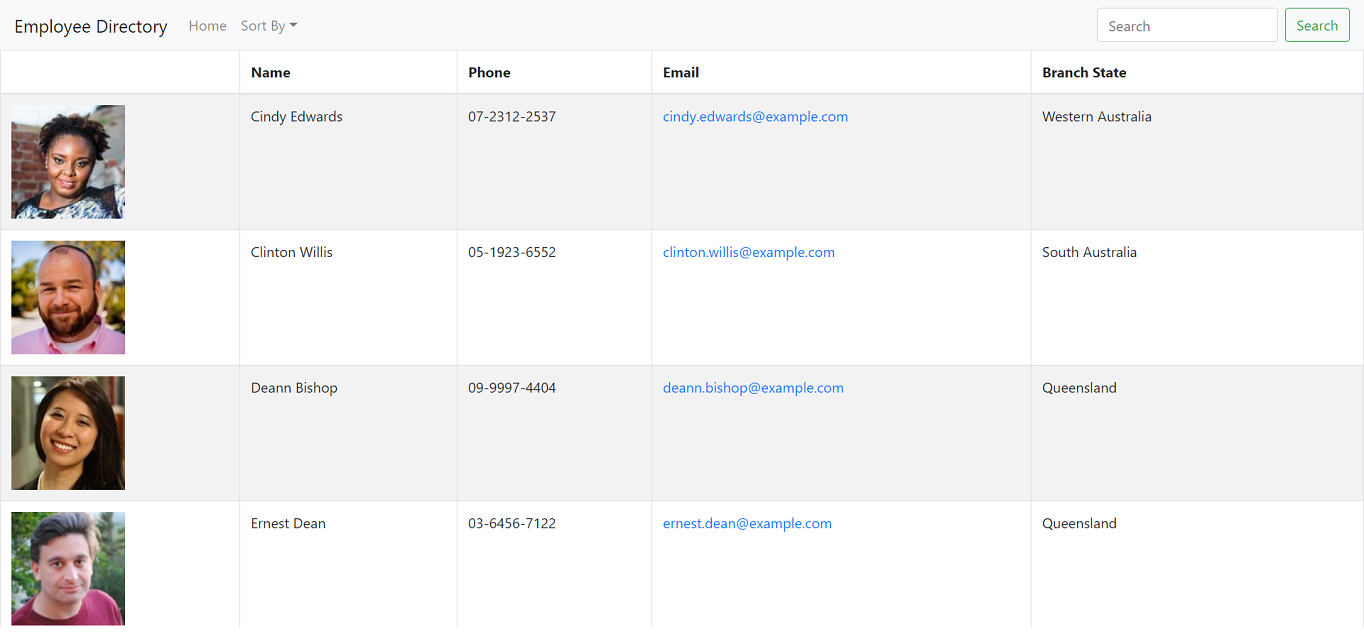 Employee Directory Home Sort By Search Search
Name Phone Email Branch State
Cindy Edwards 07-2312-2537 cindy.edwards@example.com Western Australia
Clinton Willis 05-1923-6552 clinton.willis@example.com South Australia
Deann Bishop 09-9997-4404 deann.bishop@example.com Queensland
Ernest Dean 03-6456-7122 ernest.dean@example.com Queensland